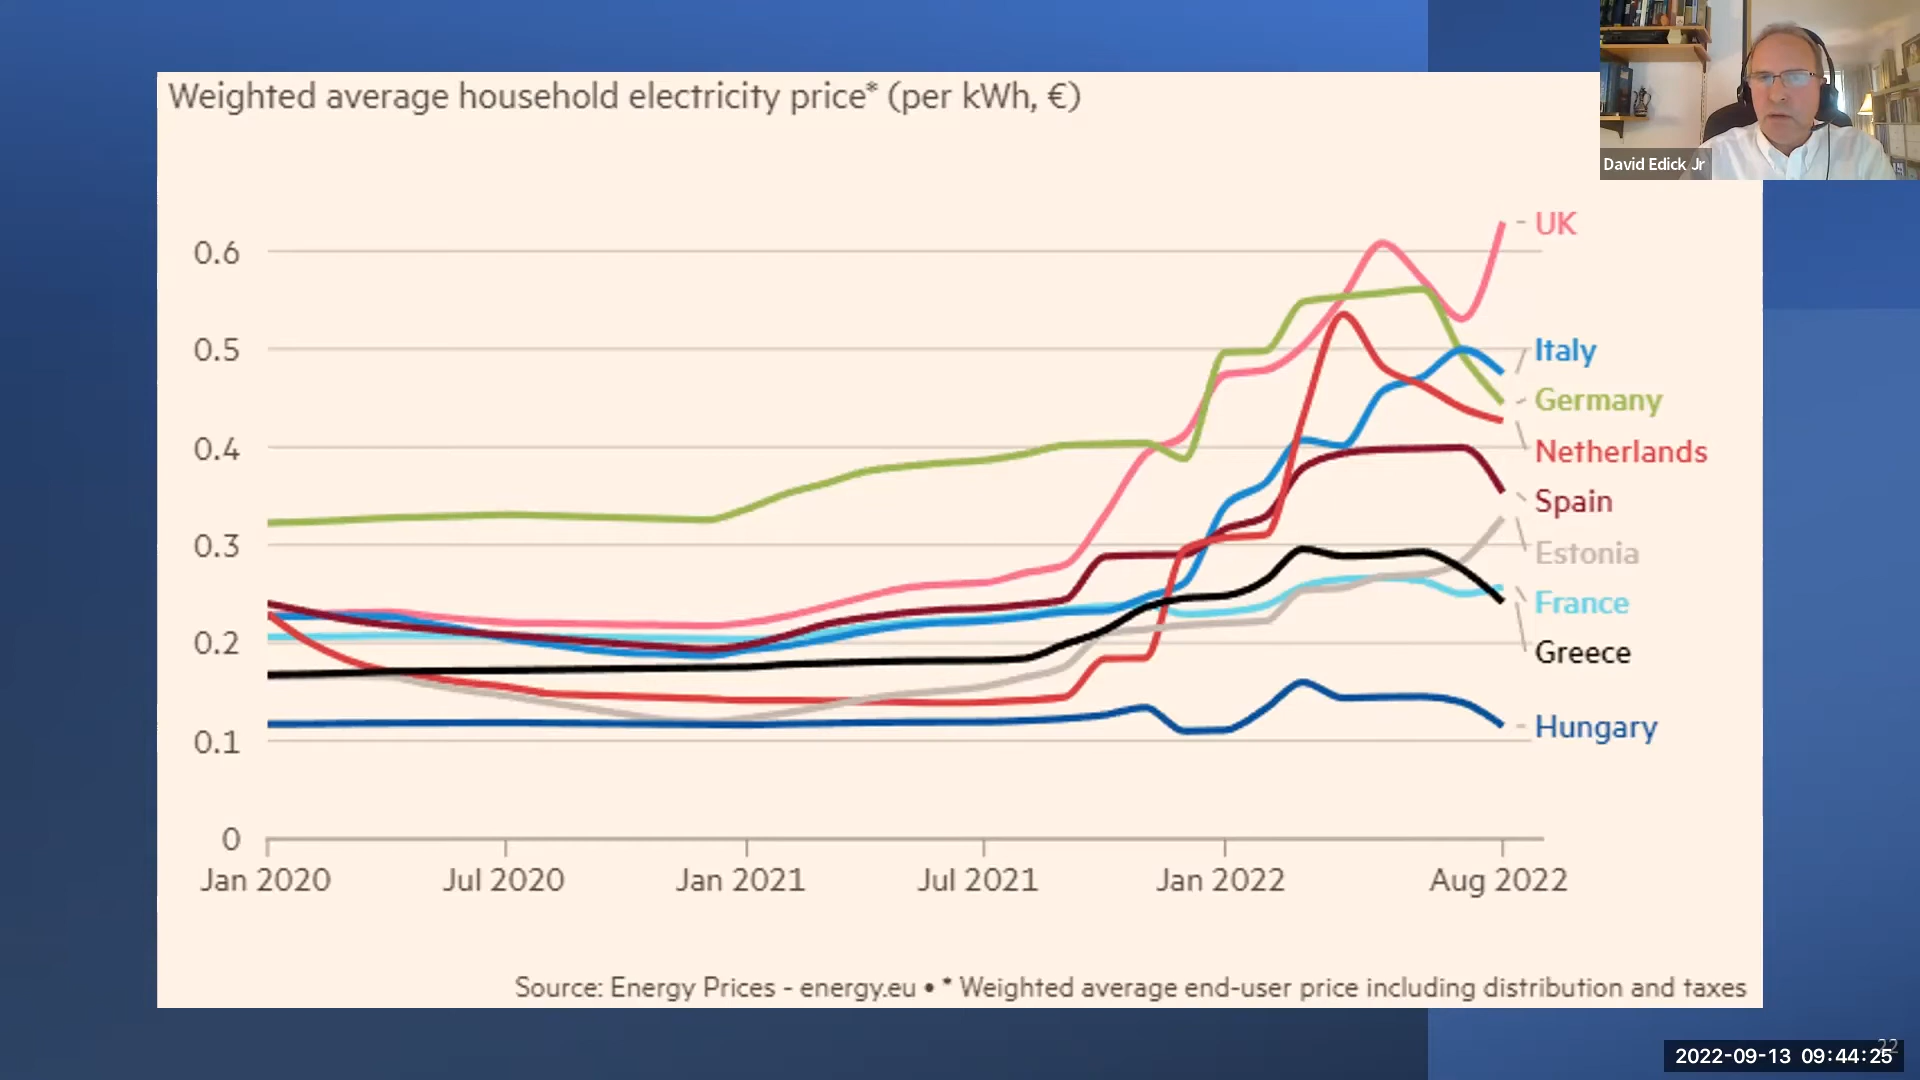 Weighted average household electricity price* (per kWh, €)
David Edick Jr
UK
0.6
0.5
Italy
Germany
0.4
Netherlands
Spain
0.3
Estonia
France
0.2
Greece
Hungary
0.1
0
Jan 2020
Jul 2020
Jan 2021
Jul 2021
Jan 2022
Aug 2022
Source: Energy Prices - energy.eu • * Weighted average end-user price including distribution and taxes
22
2022-09-13 09:44:25